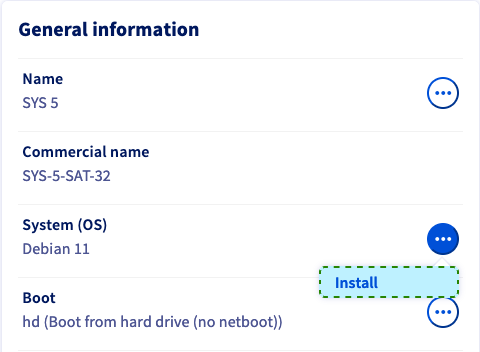 General information
Name
SYS 5
Commercial name
SYS-5-SAT-32
System (OS)
Debian 11
Install
Boot
hd (Boot from hard drive (no netboot))